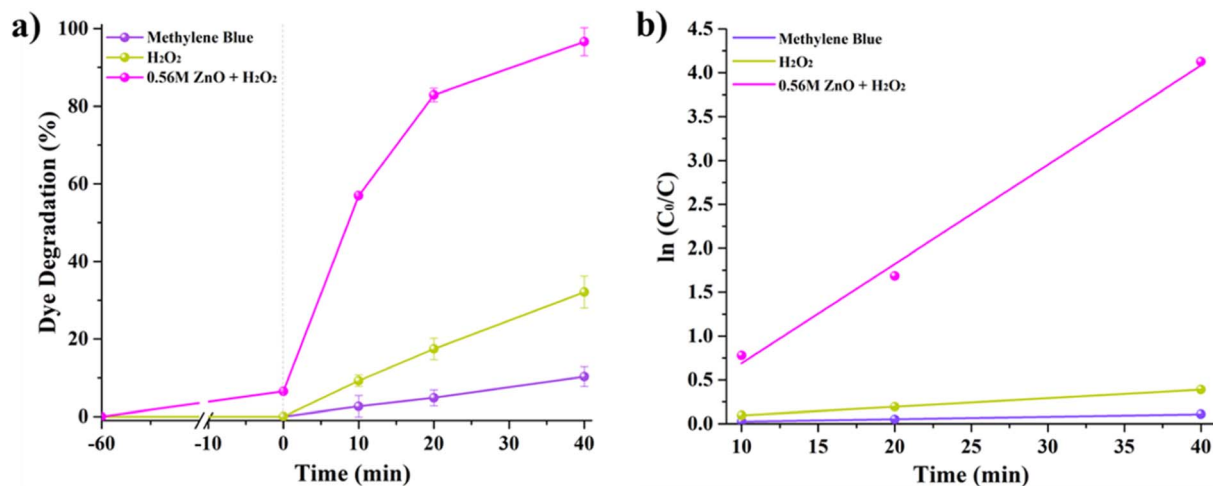 a)
Methylene Blue
H₂O₂
0.56M ZnO + H₂O₂
Dye Degradation (%)
100
80
60
40
20
0
-60
-10
0
10
20
30
40
Time (min)
b)
Methylene Blue
H₂O₂
0.56M ZnO + H₂O₂
ln (C₀/C)
4.5
4.0
3.5
3.0
2.5
2.0
1.5
1.0
0.5
0.0
10
15
20
25
30
35
40
Time (min)